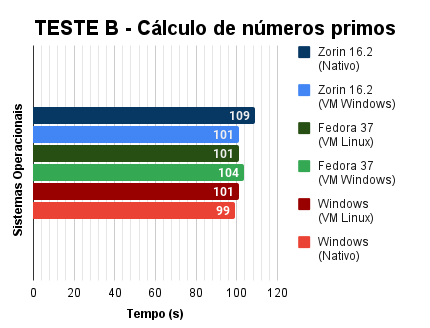 TESTE B - Cálculo de números primos
Sistemas Operacionais
109
101
101
104
101
99
0
20
40
60
80
100
120
Tempo (s)
Zorin 16.2
(Nativo)
Zorin 16.2
(VM Windows)
Fedora 37
(VM Linux)
Fedora 37
(VM Windows)
Windows
(VM Linux)
Windows
(Nativo)